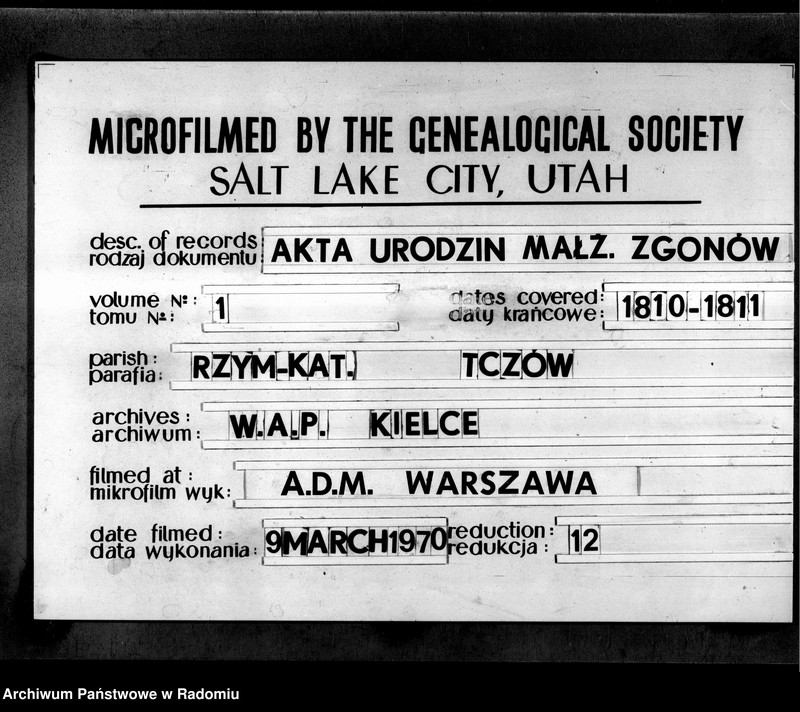 MICROFILMED BY THE GENEALOGICAL SOCIETY
SALT LAKE CITY, UTAH
desc. of records
rodzaj dokumentu
AKTA URODZIN MAŁŻ. ZGONÓW
volume №:
tomu №:
1
dates covered:
daty krańcowe:
1810-1811
parish:
parafia:
RZYM-KAT. TCZÓW
archives:
archiwum:
W.A.P. KIELCE
filmed at:
mikrofilm wyk:
A.D.M. WARSZAWA
date filmed:
data wykonania:
9MARCH1970
reduction:
redukcja:
12
Archiwum Państwowe w Radomiu